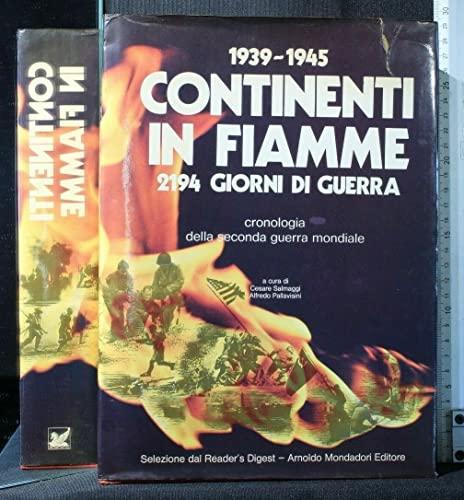 IN FIAMME
CONTINENTI
1939-1945
CONTINENTI
IN FIAMME
2194 GIORNI DI GUERRA
cronologia
della seconda guerra mondiale
a cura di
Cesare Salmaggi
Alfredo Pallavisini
Selezione dal Reader's Digest - Arnoldo Mondadori Editore